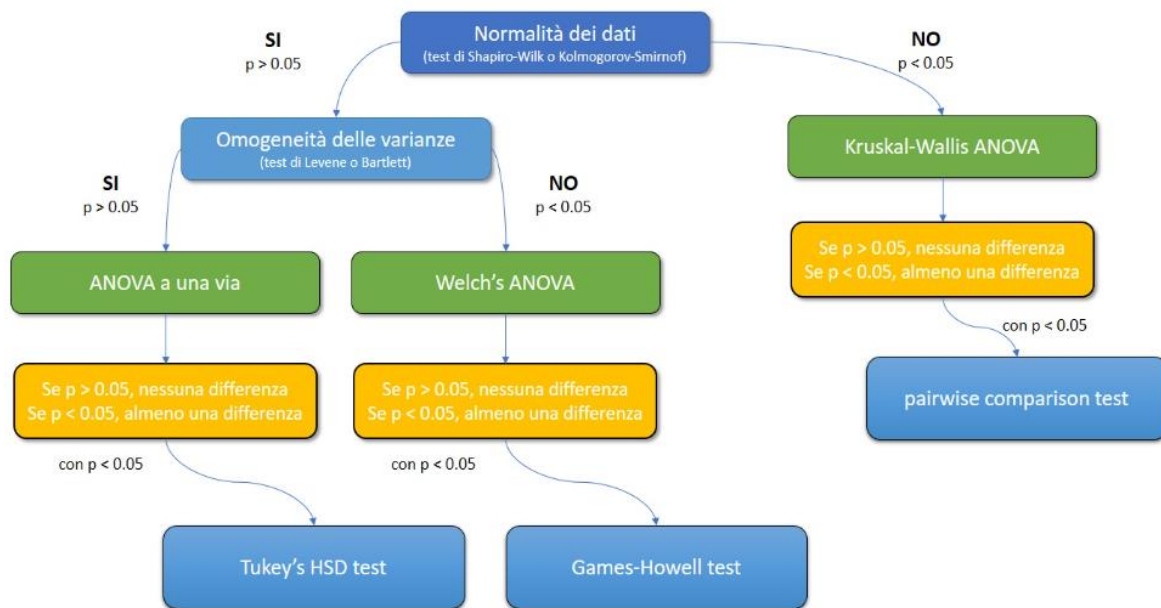 Normalità dei dati
(test di Shapiro-Wilk o Kolmogorov-Smirnof)
SI
p > 0.05
NO
p < 0.05
Omogeneità delle varianze
(test di Levene o Bartlett)
Kruskal-Wallis ANOVA
SI
p > 0.05
NO
p < 0.05
Se p > 0.05, nessuna differenza
Se p < 0.05, almeno una differenza
ANOVA a una via
Welch's ANOVA
con p < 0.05
Se p > 0.05, nessuna differenza
Se p < 0.05, almeno una differenza
Se p > 0.05, nessuna differenza
Se p < 0.05, almeno una differenza
pairwise comparison test
con p < 0.05
con p < 0.05
Tukey's HSD test
Games-Howell test